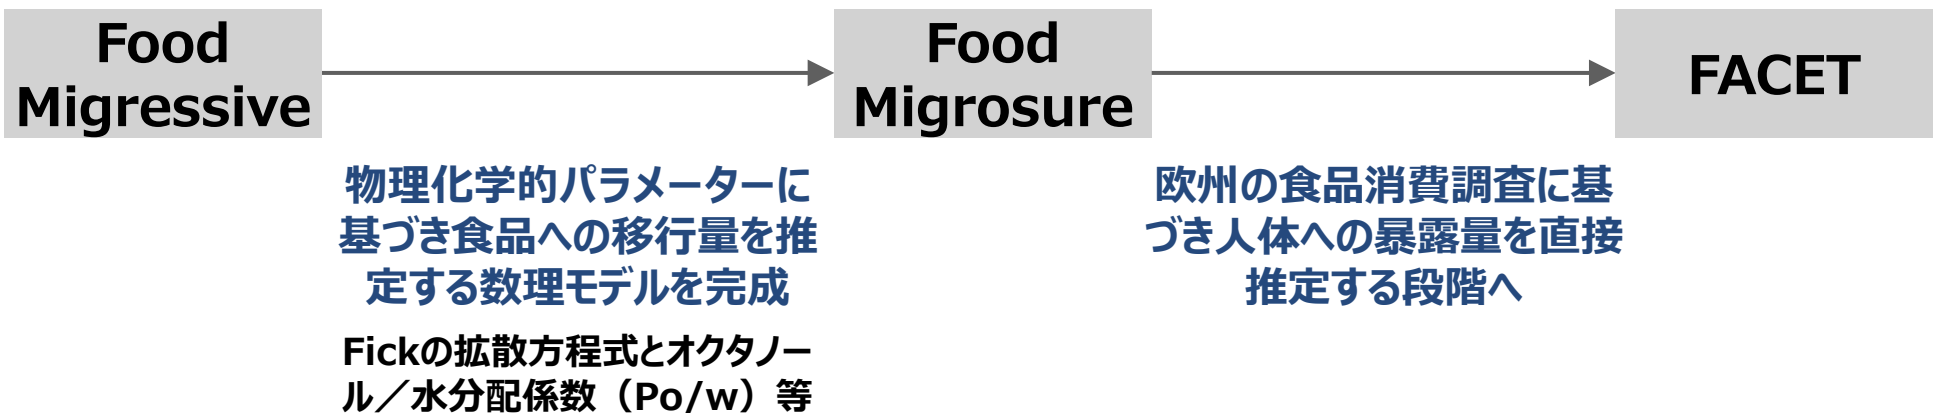 Food
Migressive
Food
Migrosure
FACET
物理化学的パラメーターに
基づき食品への移行量を推
定する数理モデルを完成
Fickの拡散方程式とオクタノー
ル／水分配係数（Po/w）等
欧州の食品消費調査に基
づき人体への暴露量を直接
推定する段階へ